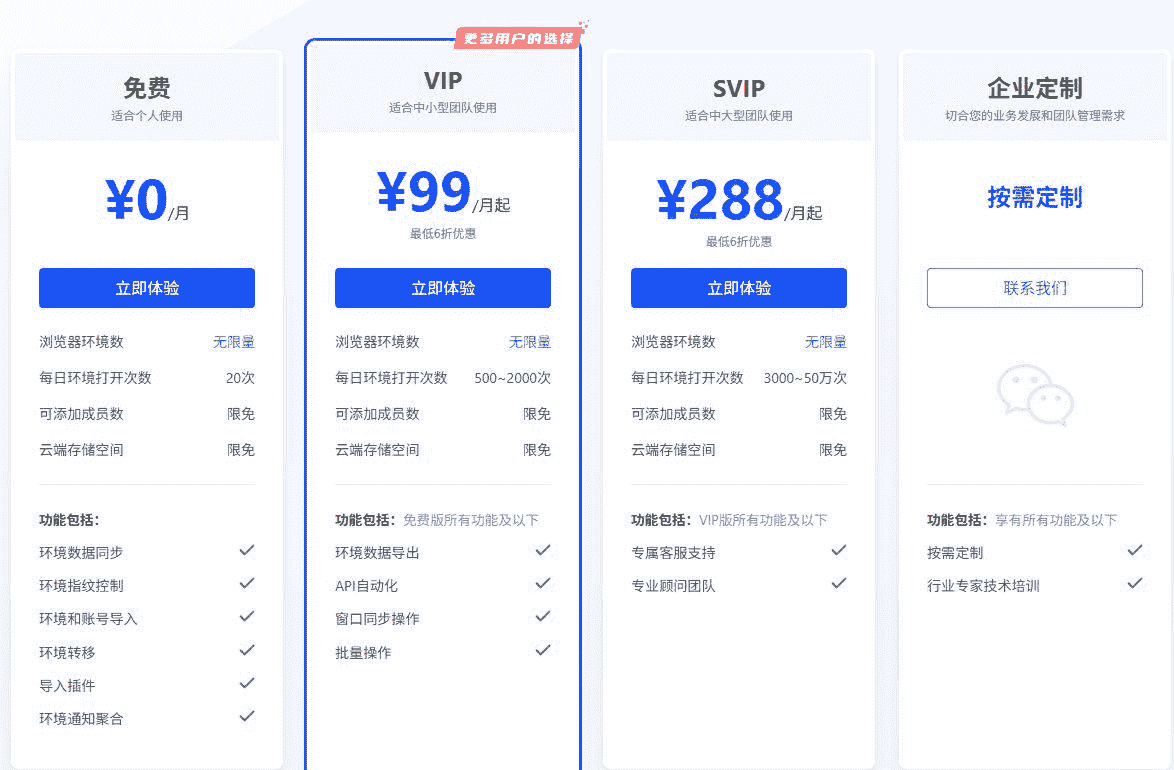 免费
适合个人使用
¥0/月
立即体验
浏览器环境数 无限量
每日环境打开次数 20次
可添加成员数 限免
云端存储空间 限免
功能包括：
环境数据同步
环境指纹控制
环境和账号导入
环境转移
导入插件
环境通知聚合
更多用户的选择
VIP
适合中小型团队使用
¥99/月起
最低6折优惠
立即体验
浏览器环境数 无限量
每日环境打开次数 500~2000次
可添加成员数 限免
云端存储空间 限免
功能包括：免费版所有功能及以下
环境数据导出
API自动化
窗口同步操作
批量操作
SVIP
适合中大型团队使用
¥288/月起
最低6折优惠
立即体验
浏览器环境数 无限量
每日环境打开次数 3000~50万次
可添加成员数 限免
云端存储空间 限免
功能包括：VIP版所有功能及以下
专属客服支持
专业顾问团队
企业定制
切合您的业务发展和团队管理需求
按需定制
联系我们
功能包括：享有所有功能及以下
按需定制
行业专家技术培训